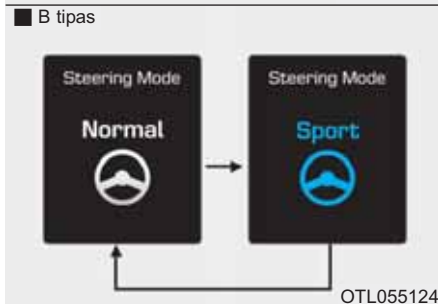 B tipas
Steering Mode
Normal
Steering Mode
Sport
OTL055124